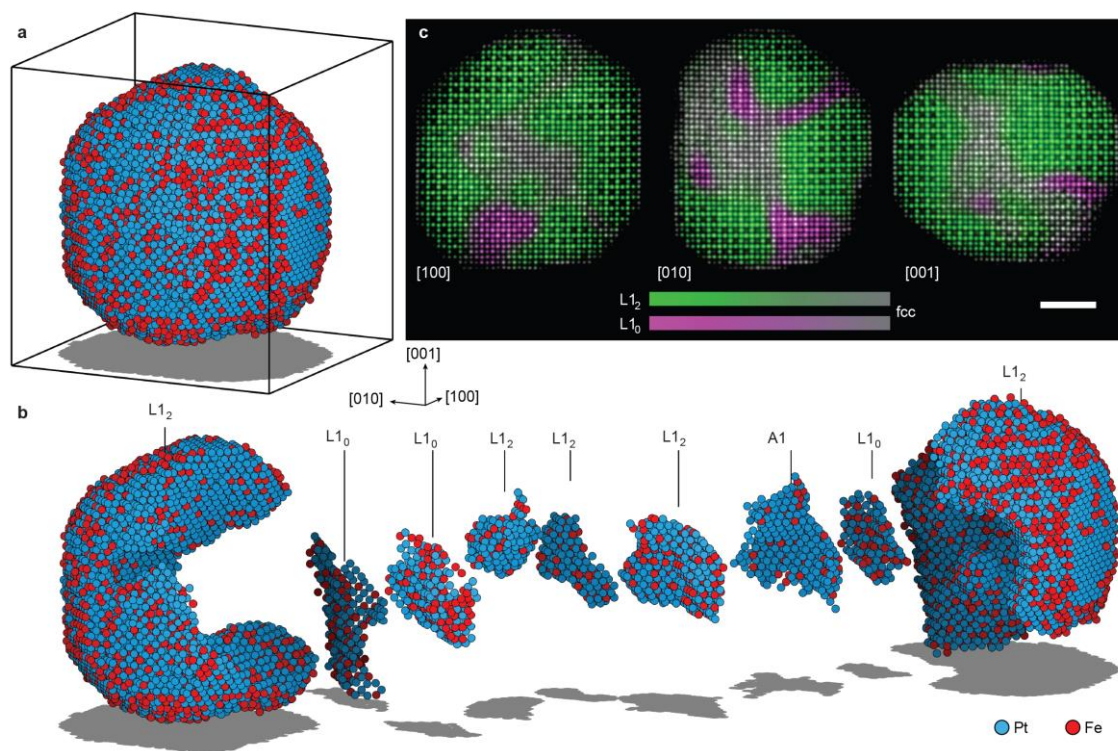 a
c
[100]
[010]
[001]
L1₂
L1₀
fcc
[001]
[010]
[100]
b
L1₂
L1₀
L1₀
L1₂
L1₂
L1₂
A1
L1₀
L1₂
Pt
Fe